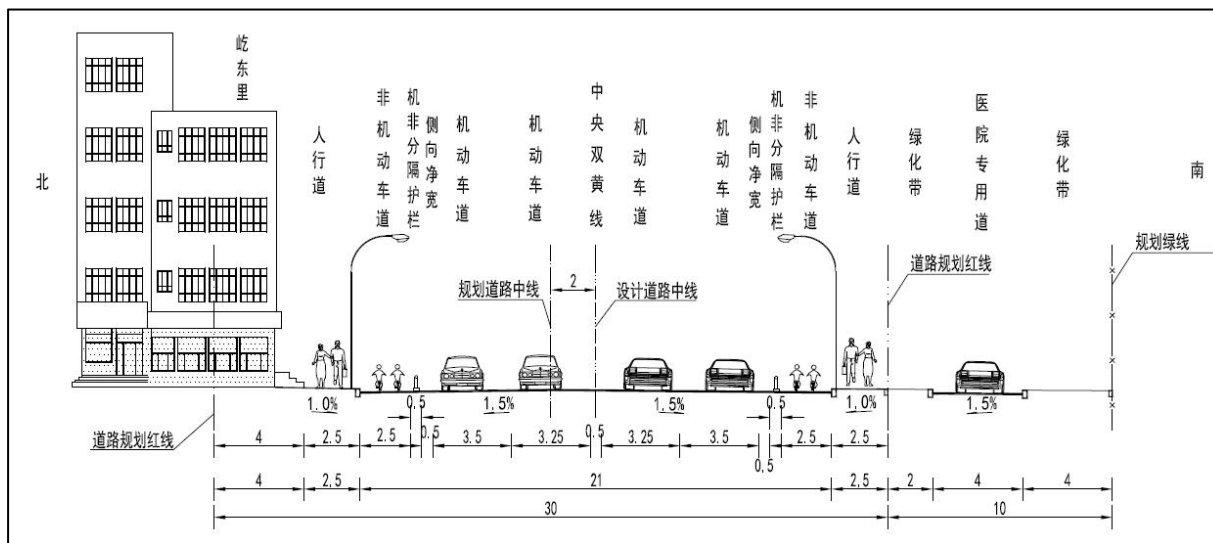 屹东里
北
人行道
非机动车道
机非分隔护栏
侧向净宽
机动车道
机动车道
中央双黄线
机动车道
机动车道
侧向净宽
机非分隔护栏
非机动车道
人行道
绿化带
医院专用道
绿化带
南
规划绿线
道路规划红线
规划道路中线
2
设计道路中线
1.0%
0.5
1.5%
1.5%
0.5
1.0%
1.5%
道路规划红线
4
2.5
2.5
0.5
3.5
3.25
0.5
3.25
3.5
0.5
2.5
2.5
4
2.5
21
2.5
2
4
4
30
10